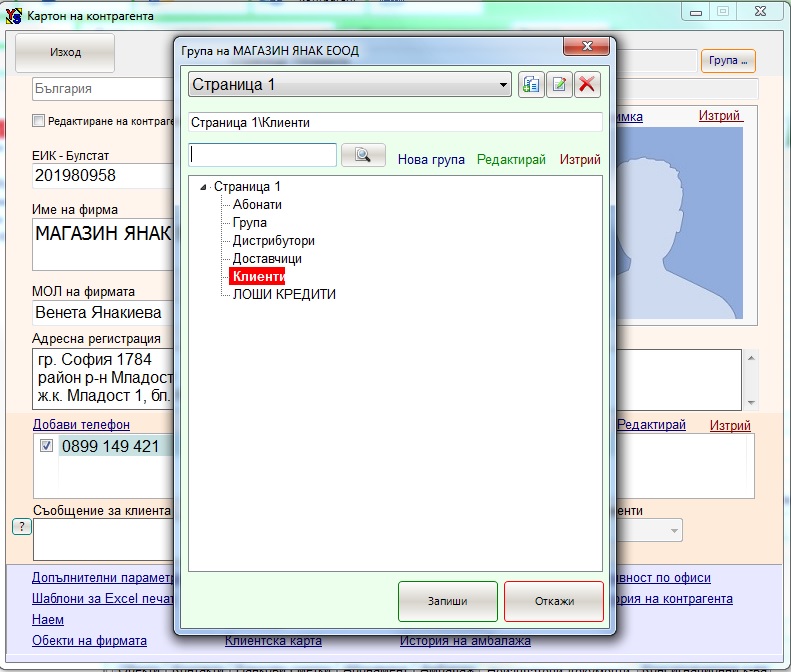 Картон на контрагента
Изход
Група ...
България
Редактиране на контраге
имка
Изтрий
ЕИК - Булстат
201980958
Име на фирма
МАГАЗИН ЯНАК
МОЛ на фирмата
Венета Янакиева
Адресна регистрация
гр. София 1784
район р-н Младост
ж.к. Младост 1, бл.
Добави телефон
Редактирай
Изтрий
0899 149 421
Съобщение за клиента
енти
?
Допълнителни парамет
ивност по офиси
Шаблони за Excel печат
ория на контрагента
Наем
Обекти на фирмата
Клиентска карта
История на амбалажа
Група на МАГАЗИН ЯНАК ЕООД
Страница 1
Страница 1\Клиенти
Нова група
Редактирай
Изтрий
Страница 1
Абонати
Група
Дистрибутори
Доставчици
Клиенти
ЛОШИ КРЕДИТИ
Запиши
Откажи